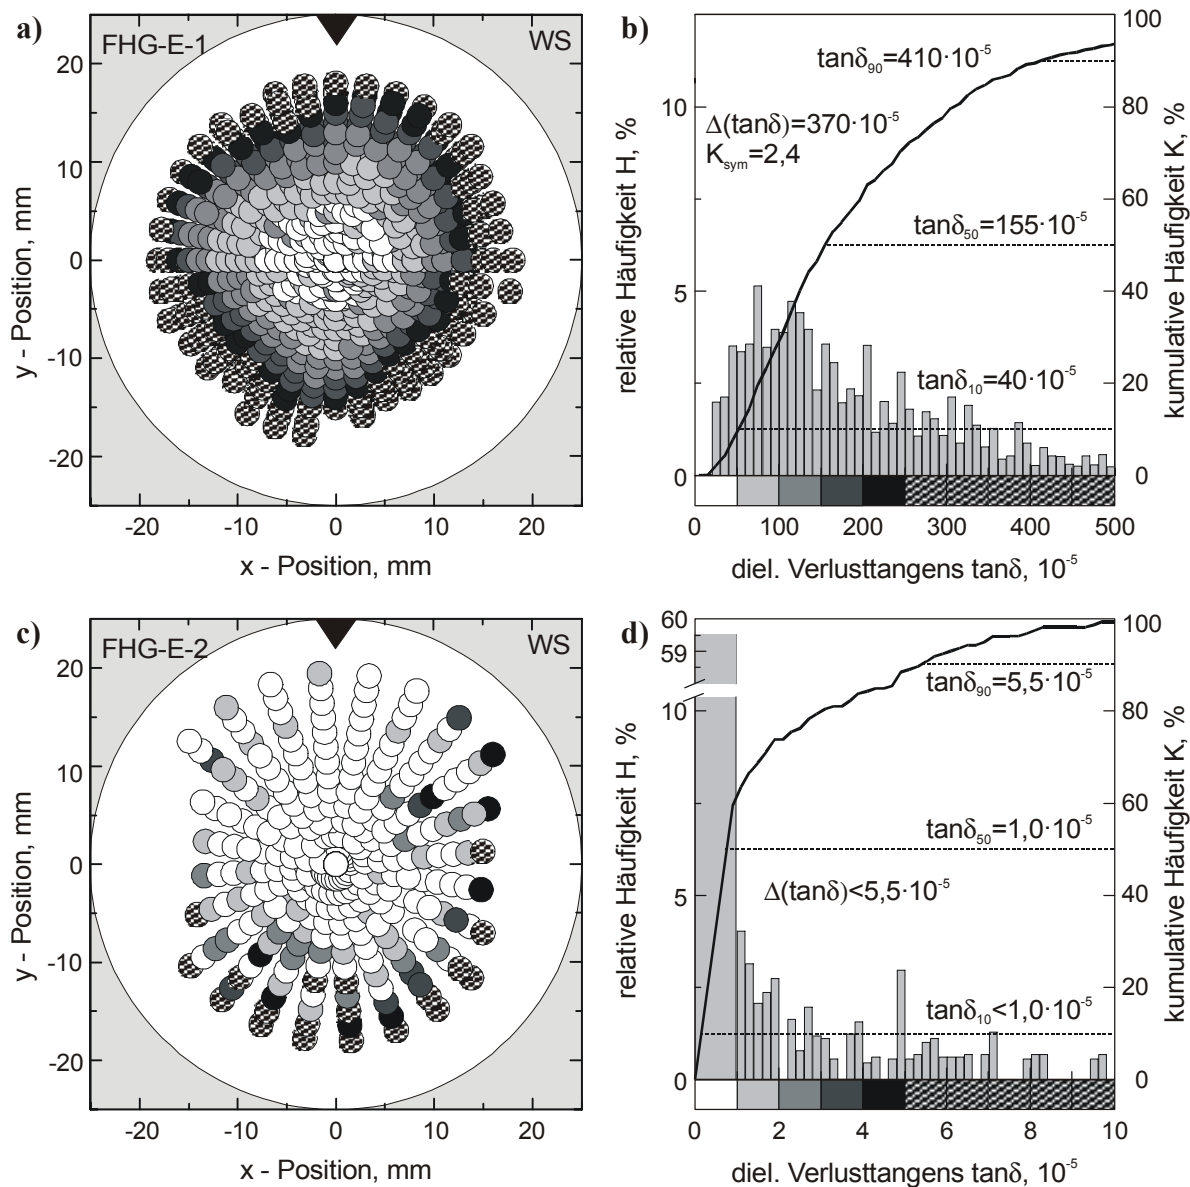 a)
FHG-E-1
WS
20
10
0
-10
-20
y - Position, mm
-20
-10
0
10
20
x - Position, mm
b)
tanδ₉₀=410·10⁻⁵
Δ(tanδ)=370·10⁻⁵
Kₛᵧₘ=2,4
tanδ₅₀=155·10⁻⁵
tanδ₁₀=40·10⁻⁵
10
5
0
relative Häufigkeit H, %
100
80
60
40
20
0
kumulative Häufigkeit K, %
0
100
200
300
400
500
diel. Verlusttangens tanδ, 10⁻⁵
c)
FHG-E-2
WS
20
10
0
-10
-20
y - Position, mm
-20
-10
0
10
20
x - Position, mm
d)
tanδ₉₀=5,5·10⁻⁵
tanδ₅₀=1,0·10⁻⁵
Δ(tanδ)<5,5·10⁻⁵
tanδ₁₀<1,0·10⁻⁵
60
59
10
5
0
relative Häufigkeit H, %
100
80
60
40
20
0
kumulative Häufigkeit K, %
0
2
4
6
8
10
diel. Verlusttangens tanδ, 10⁻⁵